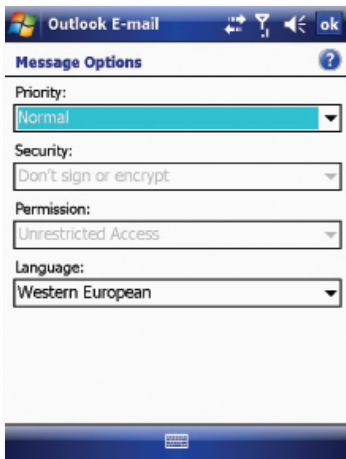 Outlook E-mail
ok
Message Options
?
Priority:
Normal
Security:
Don't sign or encrypt
Permission:
Unrestricted Access
Language:
Western European